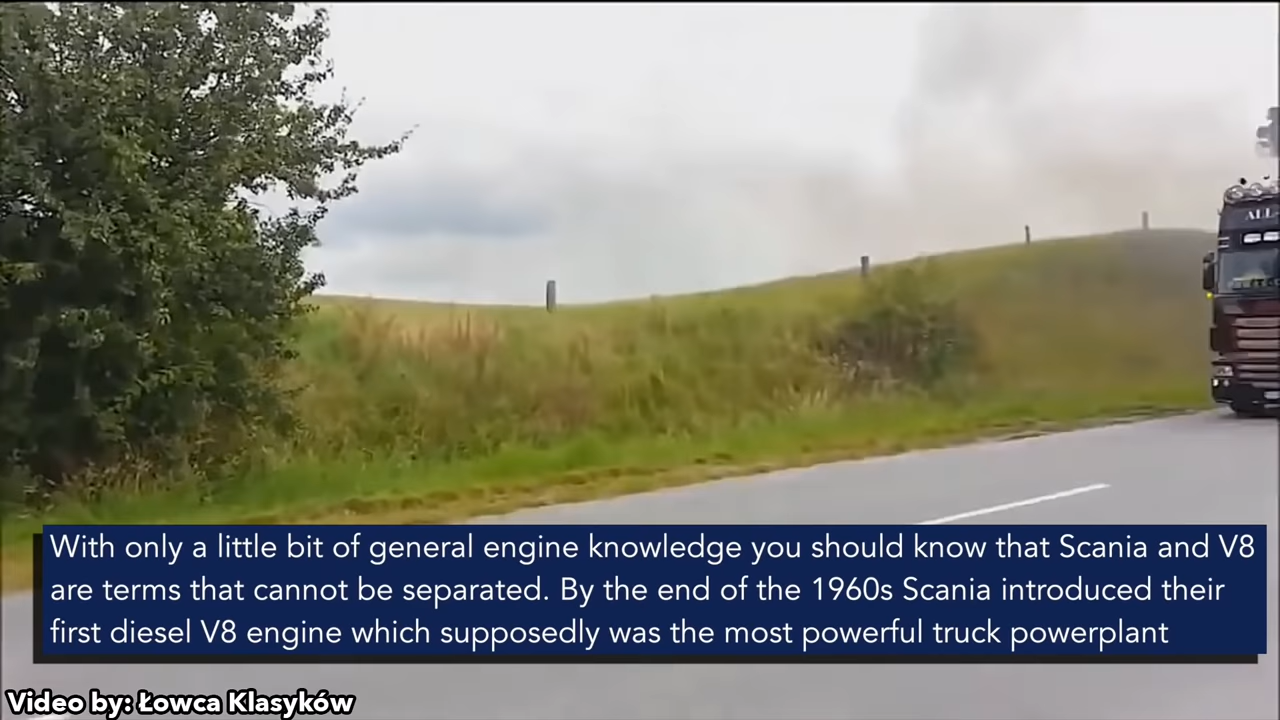 ALL
With only a little bit of general engine knowledge you should know that Scania and V8
are terms that cannot be separated. By the end of the 1960s Scania introduced their
first diesel V8 engine which supposedly was the most powerful truck powerplant
Video by: Łowca Klasyków